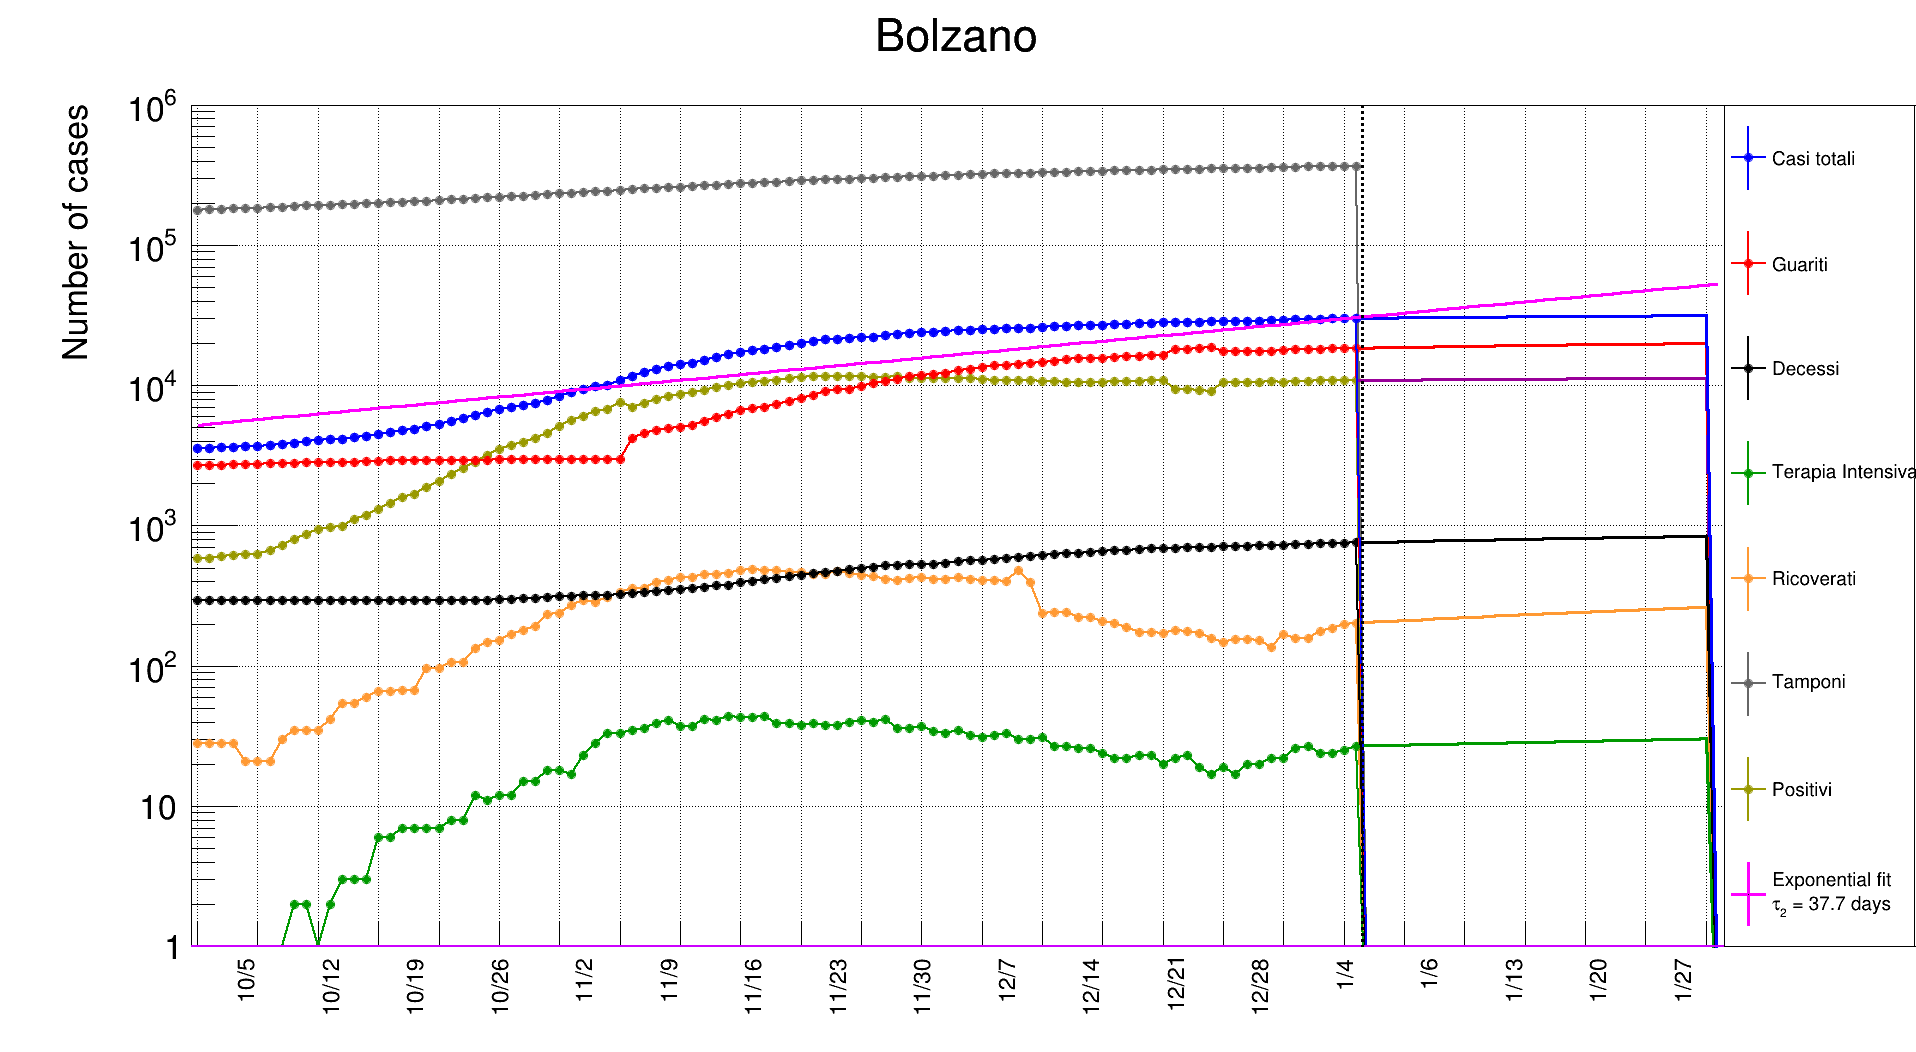 Bolzano
Number of cases
10^6
10^5
10^4
10^3
10^2
10
1
10/5
10/12
10/19
10/26
11/2
11/9
11/16
11/23
11/30
12/7
12/14
12/21
12/28
1/4
1/6
1/13
1/20
1/27
Casi totali
Guariti
Decessi
Terapia Intensiva
Ricoverati
Tamponi
Positivi
Exponential fit
τ_2 = 37.7 days